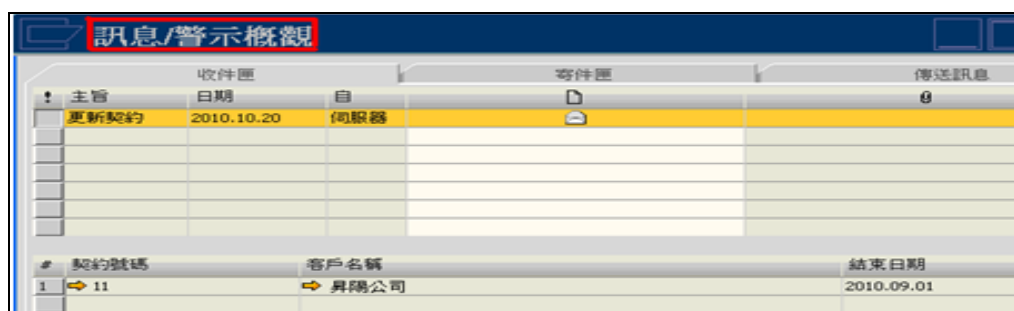 訊息/警示概觀
收件匣 寄件匣 傳送訊息
! 主旨 日期 自
更新契約 2010.10.20 伺服器
# 契約號碼 客戶名稱 結束日期
1 11 昇陽公司 2010.09.01